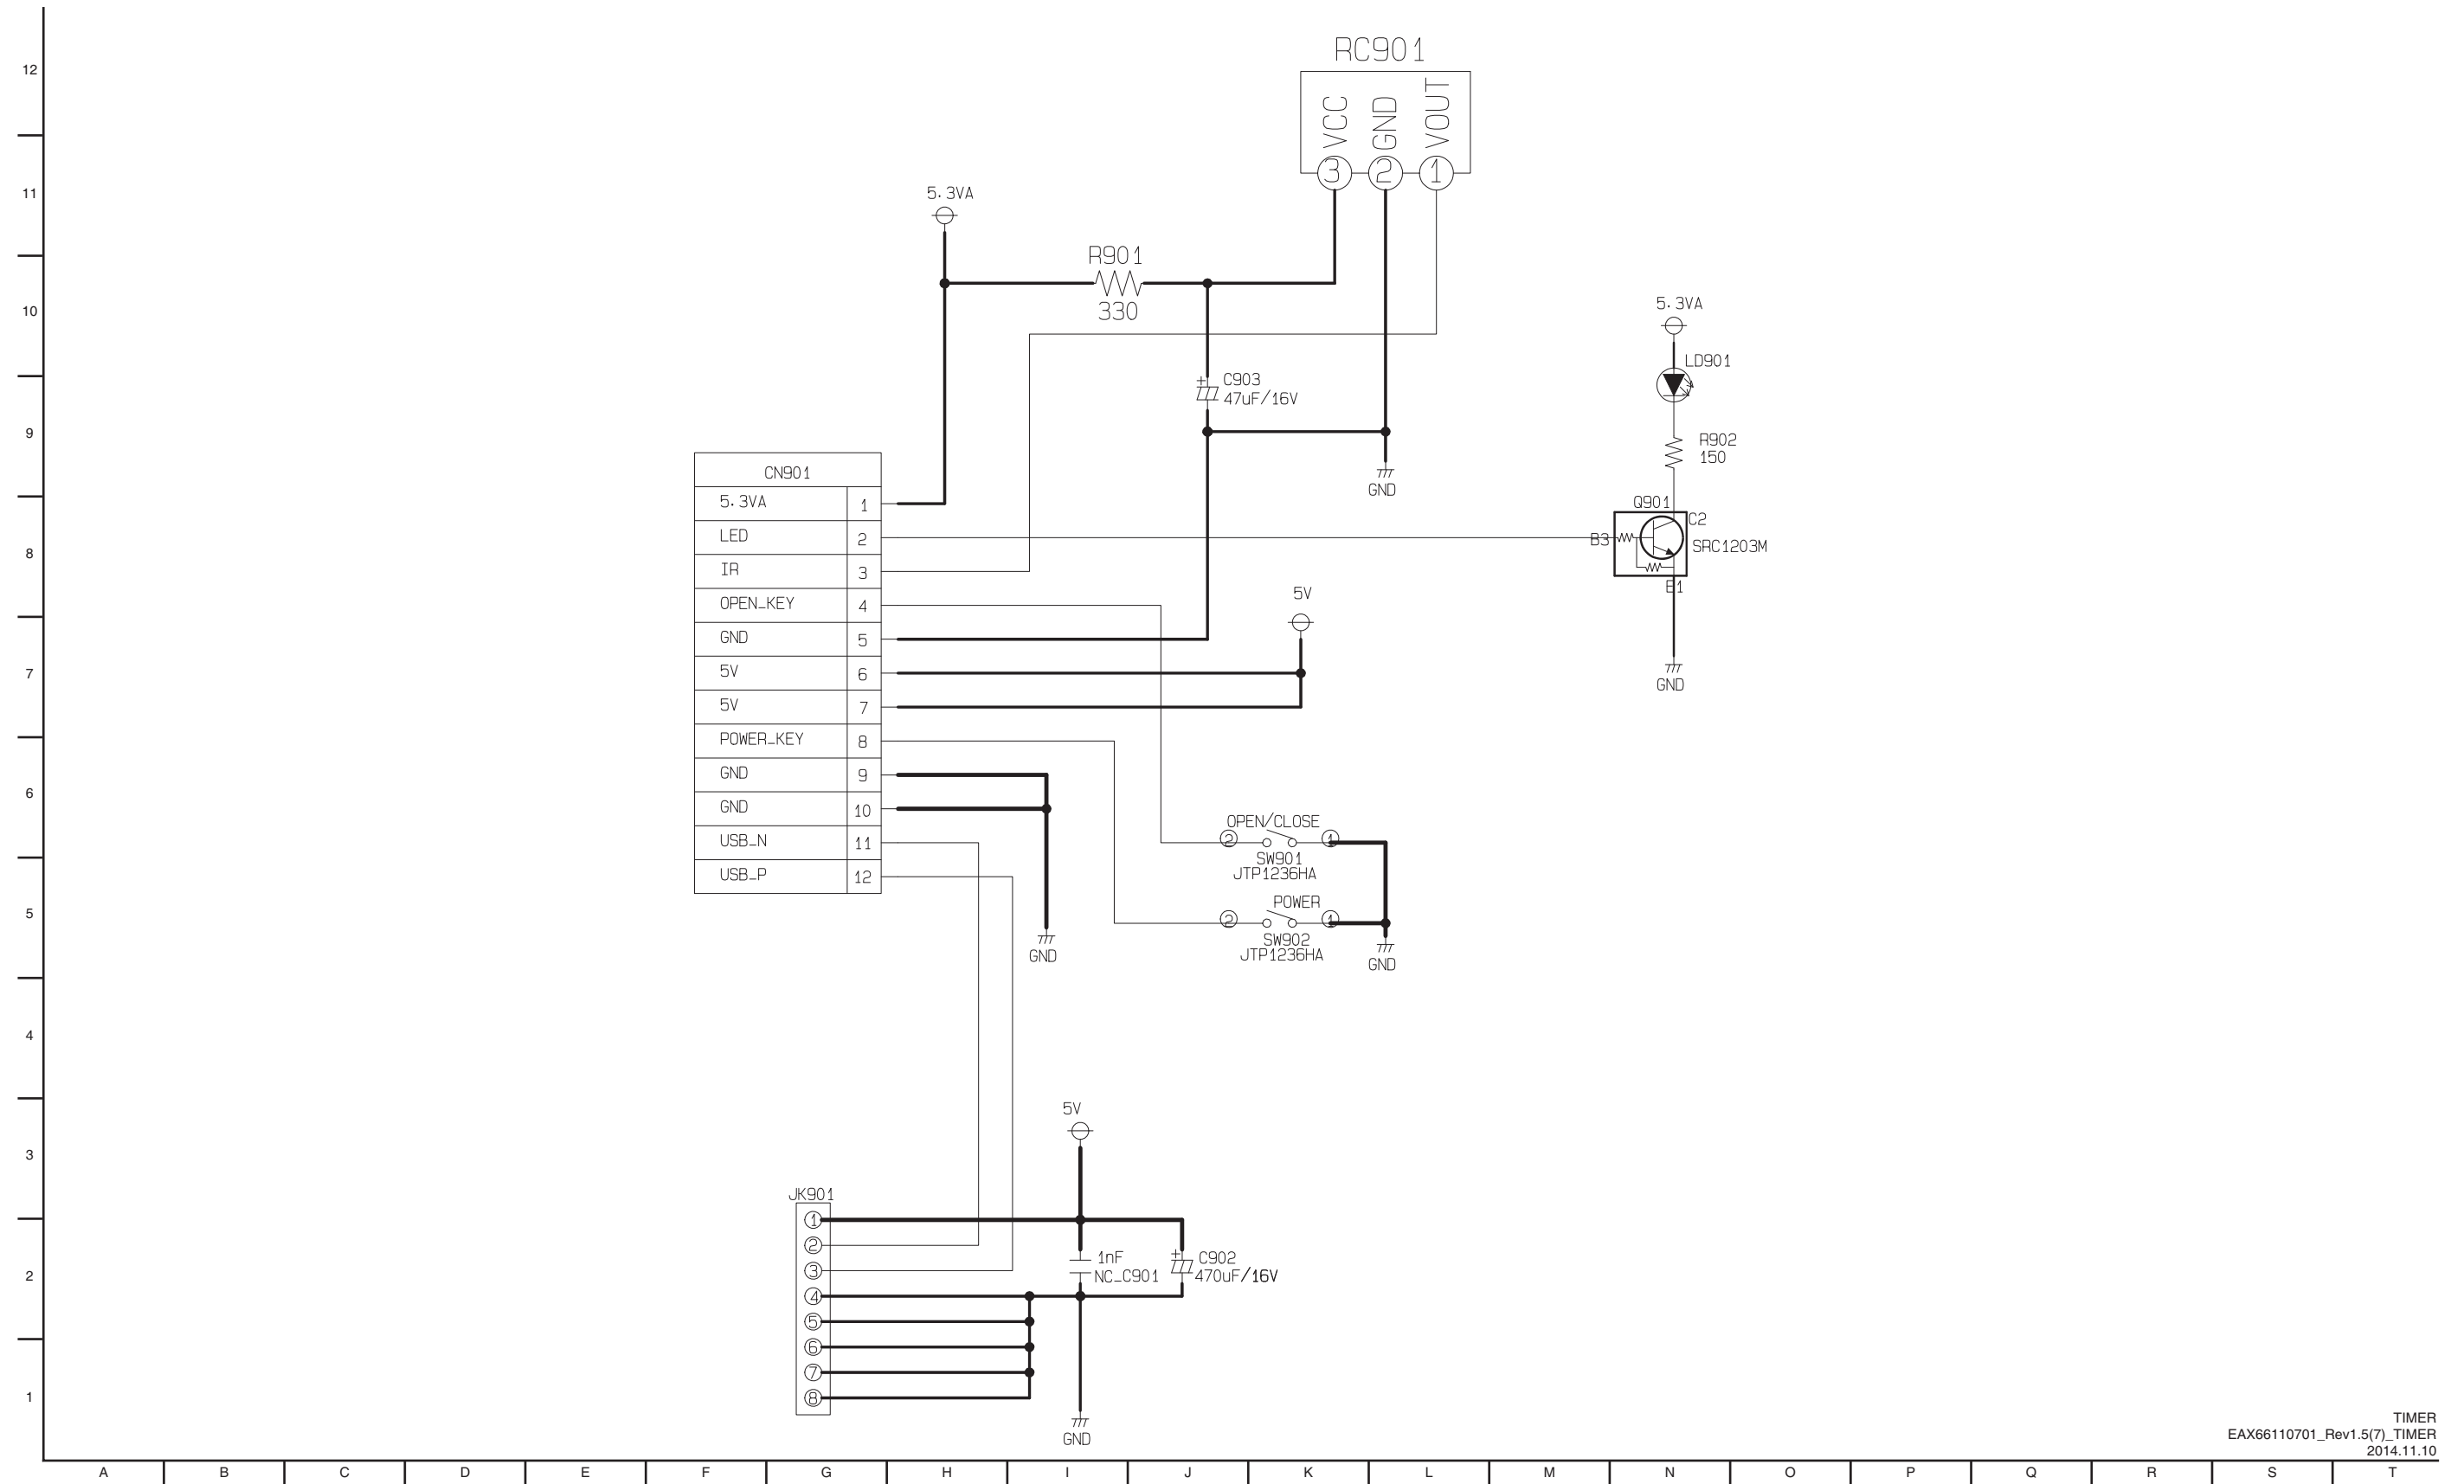 12
11
10
9
8
7
6
5
4
3
2
1
RC901
VCC
GND
VOUT
3
2
1
5.3VA
R901
330
C903
47uF/16V
GND
5.3VA
LD901
R902
150
Q901
C2
B3
SRC1203M
E1
GND
CN901
5.3VA 1
LED 2
IR 3
OPEN_KEY 4
GND 5
5V 6
5V 7
POWER_KEY 8
GND 9
GND 10
USB_N 11
USB_P 12
5V
OPEN/CLOSE
2
1
SW901
JTP1236HA
POWER
2
1
SW902
JTP1236HA
GND
GND
5V
JK901
1
2
3
4
5
6
7
8
+
1nF
NC_C901
+
C902
470uF/16V
GND
TIMER
EAX66110701_Rev1.5(7)_TIMER
2014.11.10
A B C D E F G H I J K L M N O P Q R S T